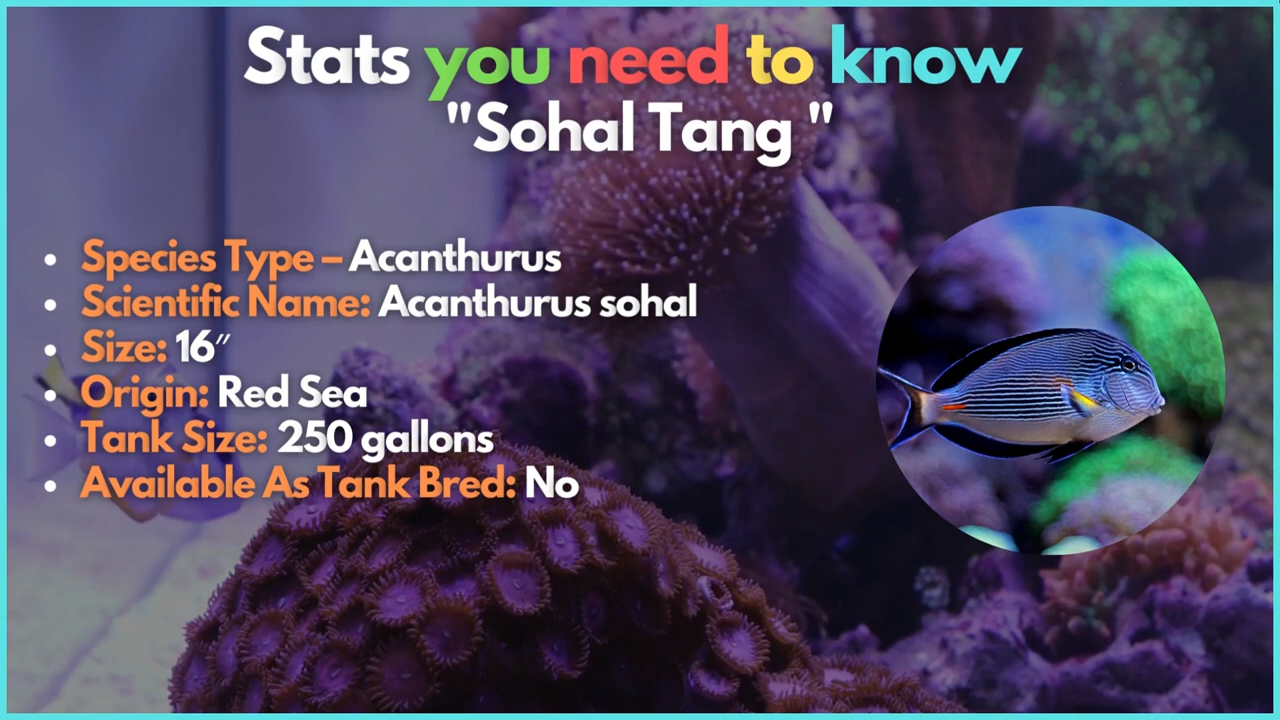 Stats you need to know
"Sohal Tang "
• Species Type – Acanthurus
• Scientific Name: Acanthurus sohal
• Size: 16″
• Origin: Red Sea
• Tank Size: 250 gallons
• Available As Tank Bred: No